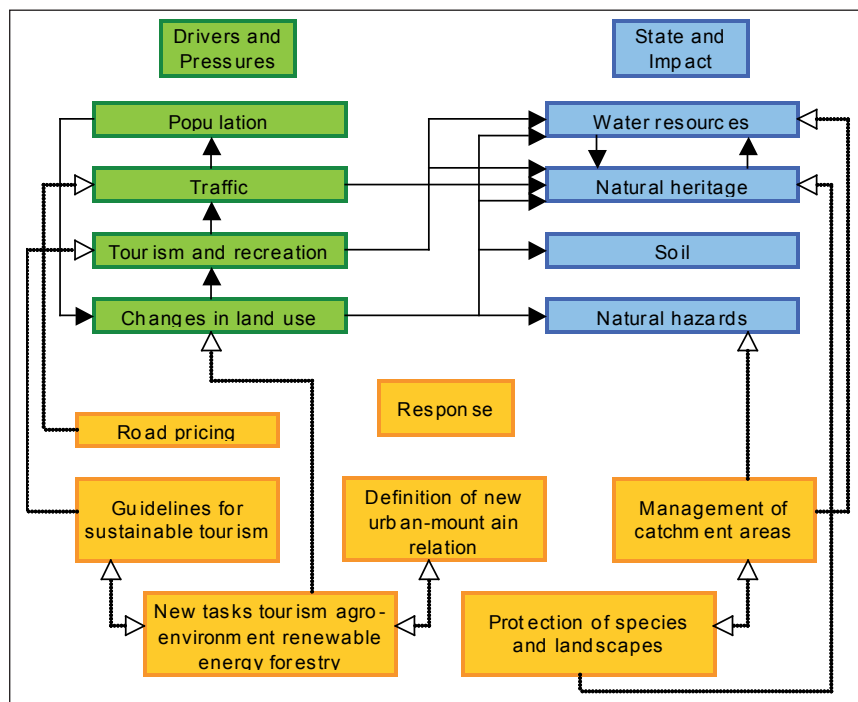 Drivers and
Pressures
State and
Impact
Population
Water resources
Traffic
Natural heritage
Tourism and recreation
Soil
Changes in land use
Natural hazards
Response
Road pricing
Guidelines for
sustainable tourism
Definition of new
urban-mountain
relation
Management of
catchment areas
New tasks tourism agro-
environment renewable
energy forestry
Protection of species
and landscapes